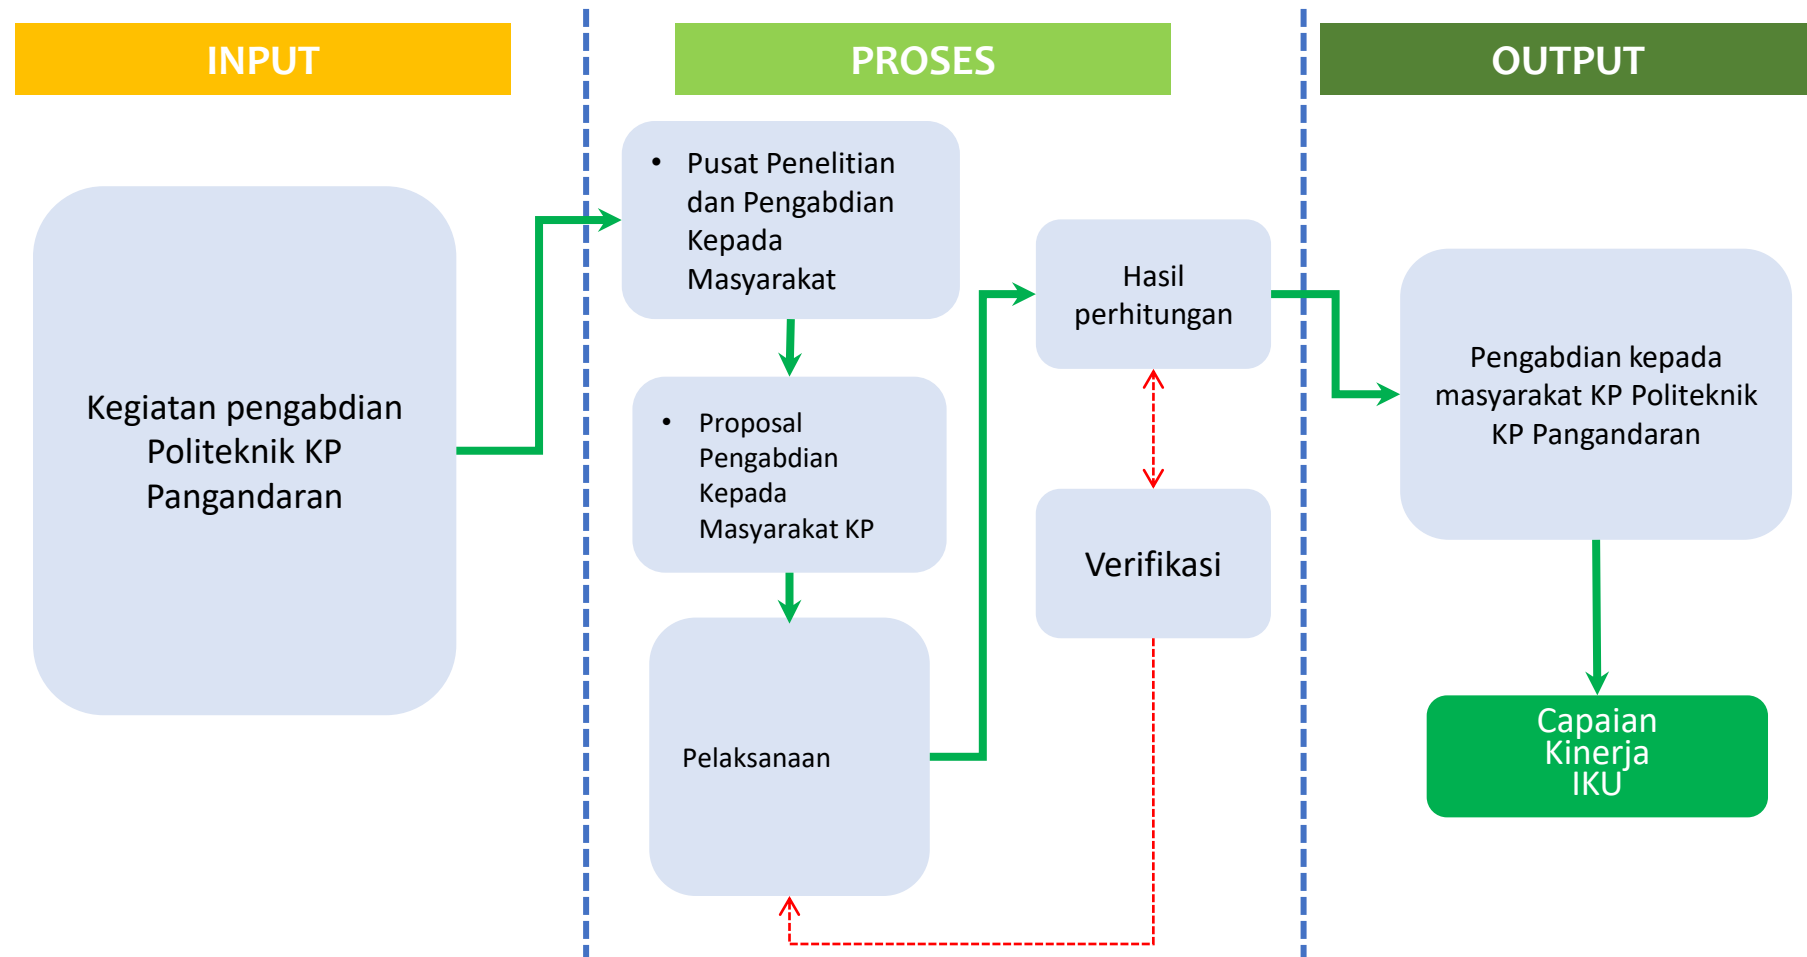 INPUT
PROSES
OUTPUT
Kegiatan pengabdian
Politeknik KP
Pangandaran
• Pusat Penelitian
dan Pengabdian
Kepada
Masyarakat
• Proposal
Pengabdian
Kepada
Masyarakat KP
Pelaksanaan
Hasil
perhitungan
Verifikasi
Pengabdian kepada
masyarakat KP Politeknik
KP Pangandaran
Capaian
Kinerja
IKU